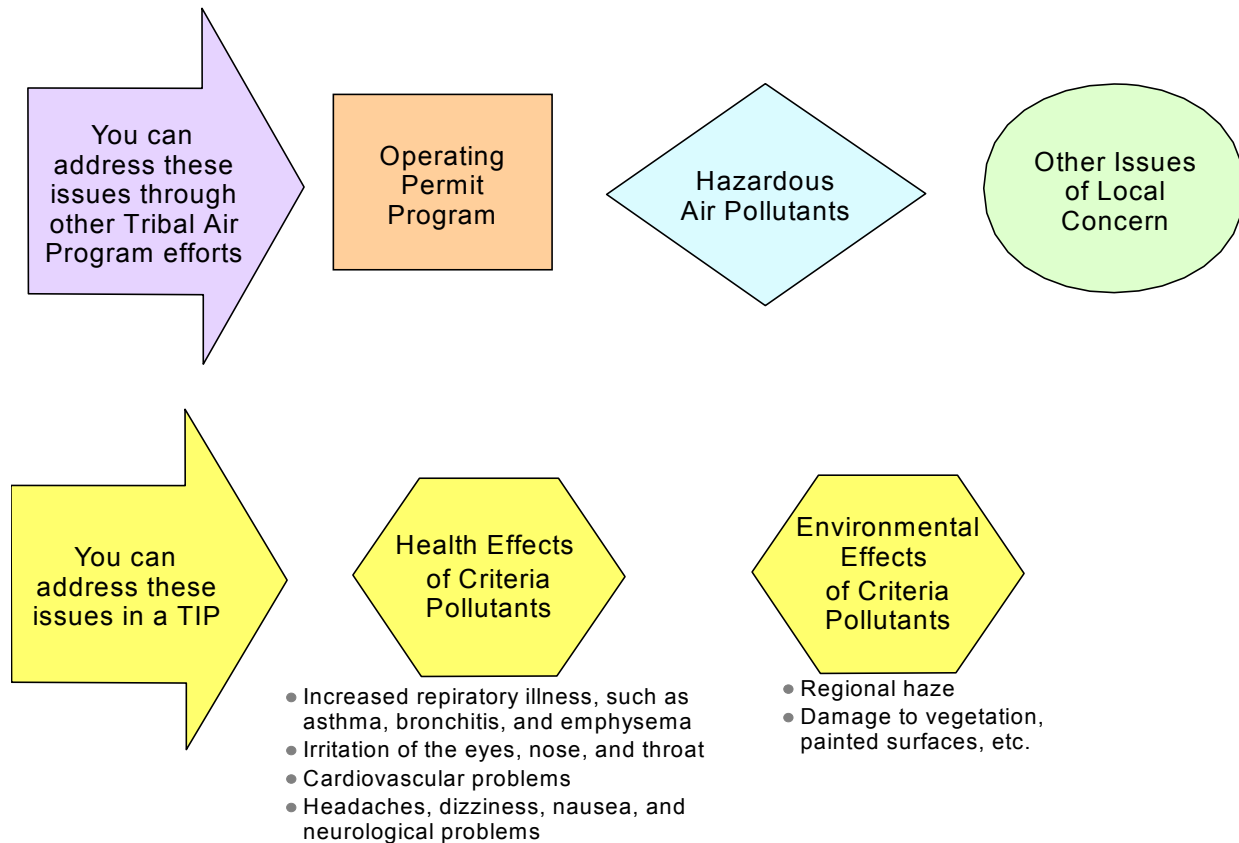 You can
address these
issues through
other Tribal Air
Program efforts
Operating
Permit
Program
Hazardous
Air Pollutants
Other Issues
of Local
Concern
You can
address these
issues in a TIP
Health Effects
of Criteria
Pollutants
Environmental
Effects
of Criteria
Pollutants
● Increased repiratory illness, such as
asthma, bronchitis, and emphysema
● Irritation of the eyes, nose, and throat
● Cardiovascular problems
● Headaches, dizziness, nausea, and
neurological problems
● Regional haze
● Damage to vegetation,
painted surfaces, etc.